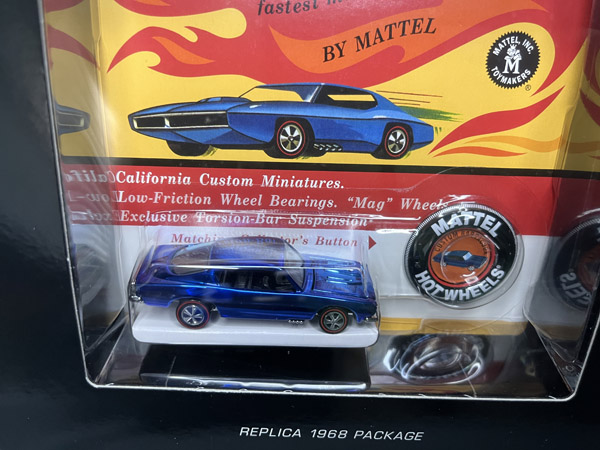 fastest
BY MATTEL
MATTEL, INC.
M
TOYMAKERS
®
California Custom Miniatures.
Low-Friction Wheel Bearings. "Mag" Wheels
Exclusive Torsion-Bar Suspension
Matching Collector's Button
MATTEL
HOT WHEELS
REPLICA 1968 PACKAGE